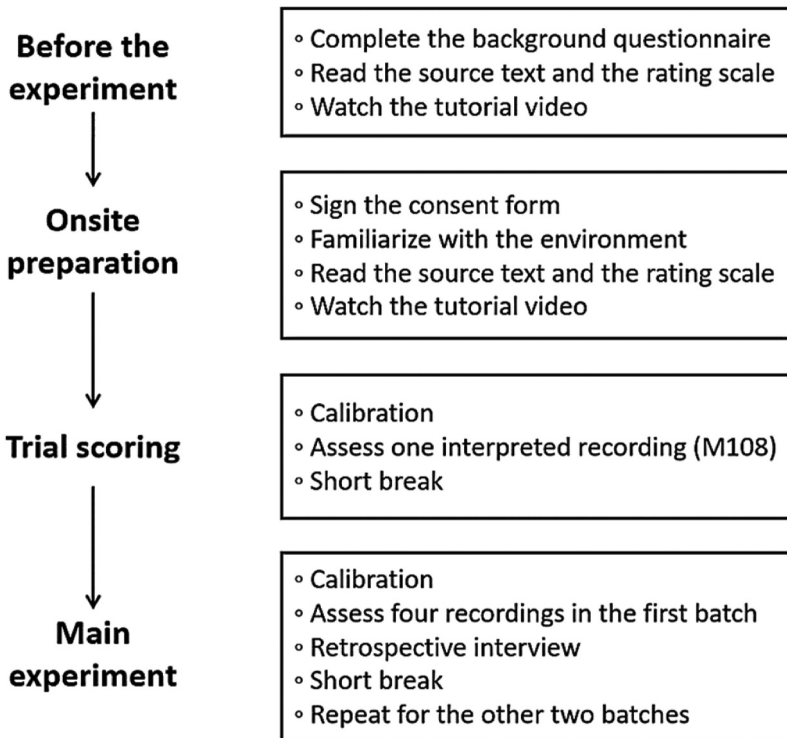 Before the
experiment
◦ Complete the background questionnaire
◦ Read the source text and the rating scale
◦ Watch the tutorial video
Onsite
preparation
◦ Sign the consent form
◦ Familiarize with the environment
◦ Read the source text and the rating scale
◦ Watch the tutorial video
Trial scoring
◦ Calibration
◦ Assess one interpreted recording (M108)
◦ Short break
Main
experiment
◦ Calibration
◦ Assess four recordings in the first batch
◦ Retrospective interview
◦ Short break
◦ Repeat for the other two batches